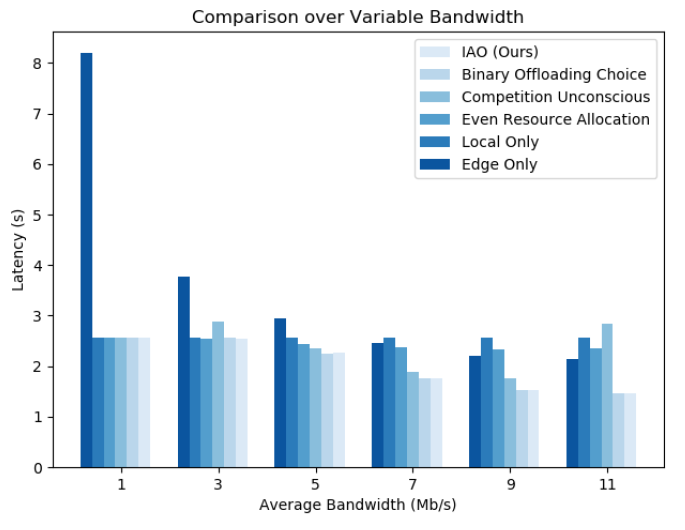 Comparison over Variable Bandwidth
IAO (Ours)
Binary Offloading Choice
Competition Unconscious
Even Resource Allocation
Local Only
Edge Only
Latency (s)
8
7
6
5
4
3
2
1
0
1 3 5 7 9 11
Average Bandwidth (Mb/s)